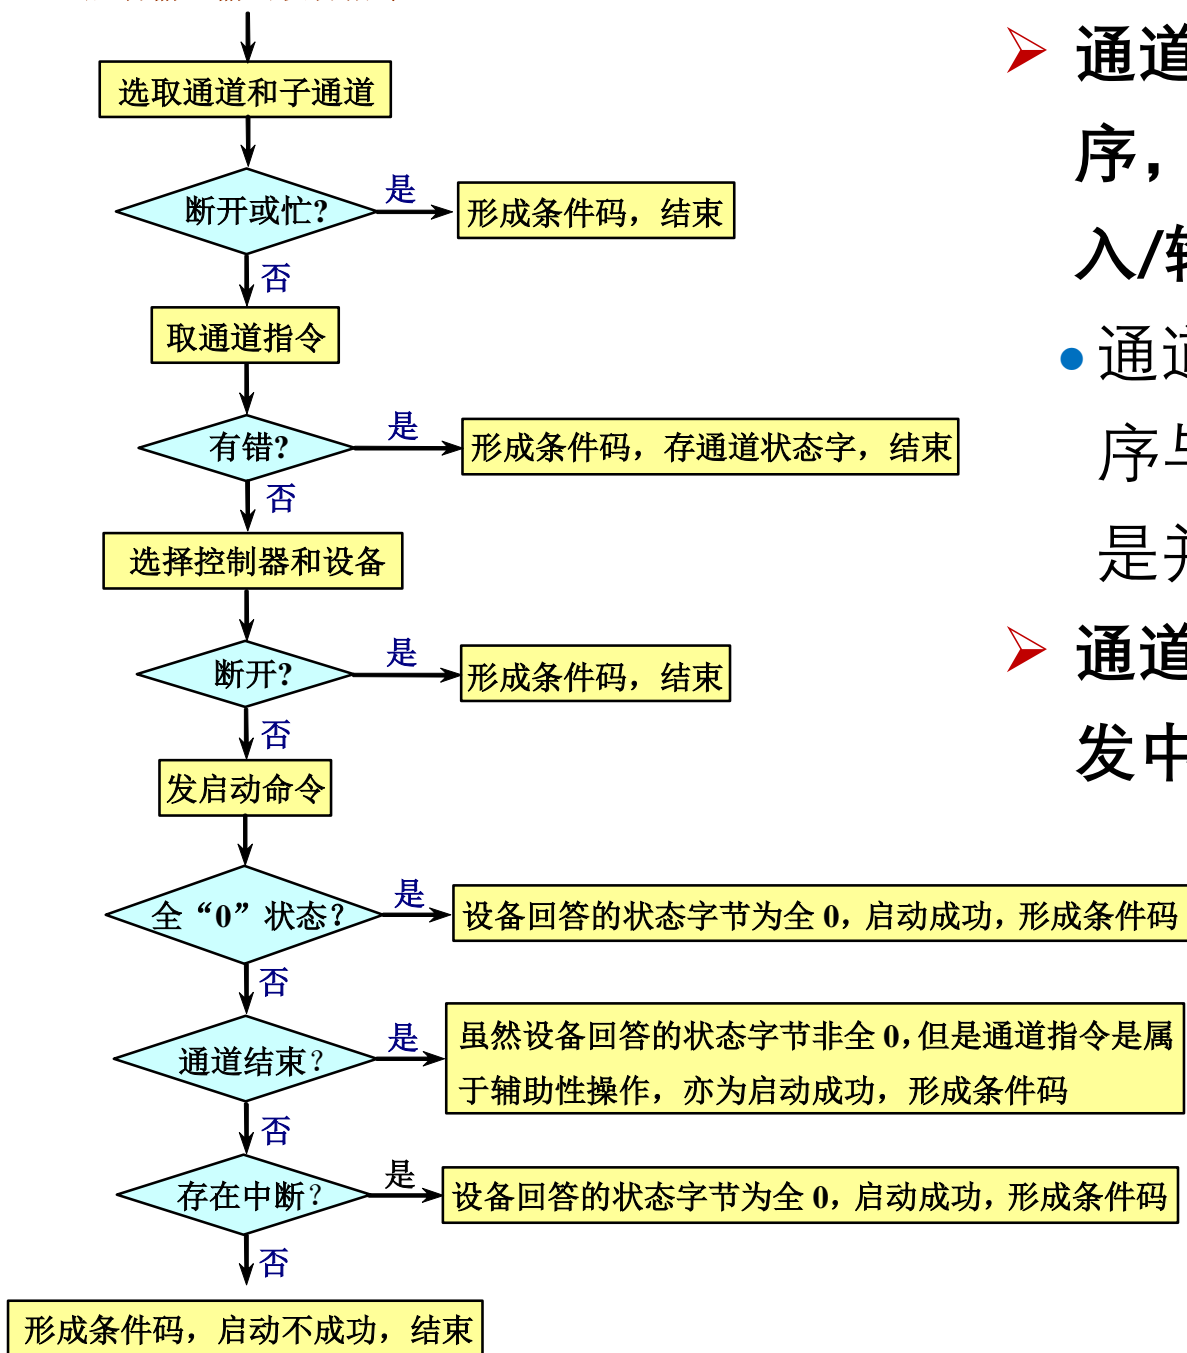 选取通道和子通道
断开或忙?
是
形成条件码，结束
否
取通道指令
有错?
是
形成条件码，存通道状态字，结束
否
选择控制器和设备
断开?
是
形成条件码，结束
否
发启动命令
全“0”状态?
是
设备回答的状态字节为全 0，启动成功，形成条件码
否
通道结束?
是
虽然设备回答的状态字节非全 0，但是通道指令是属
于辅助性操作，亦为启动成功，形成条件码
否
存在中断?
是
设备回答的状态字节为全 0，启动成功，形成条件码
否
形成条件码，启动不成功，结束
通道
序，
入/输
通道
序与
是并
通道
发中